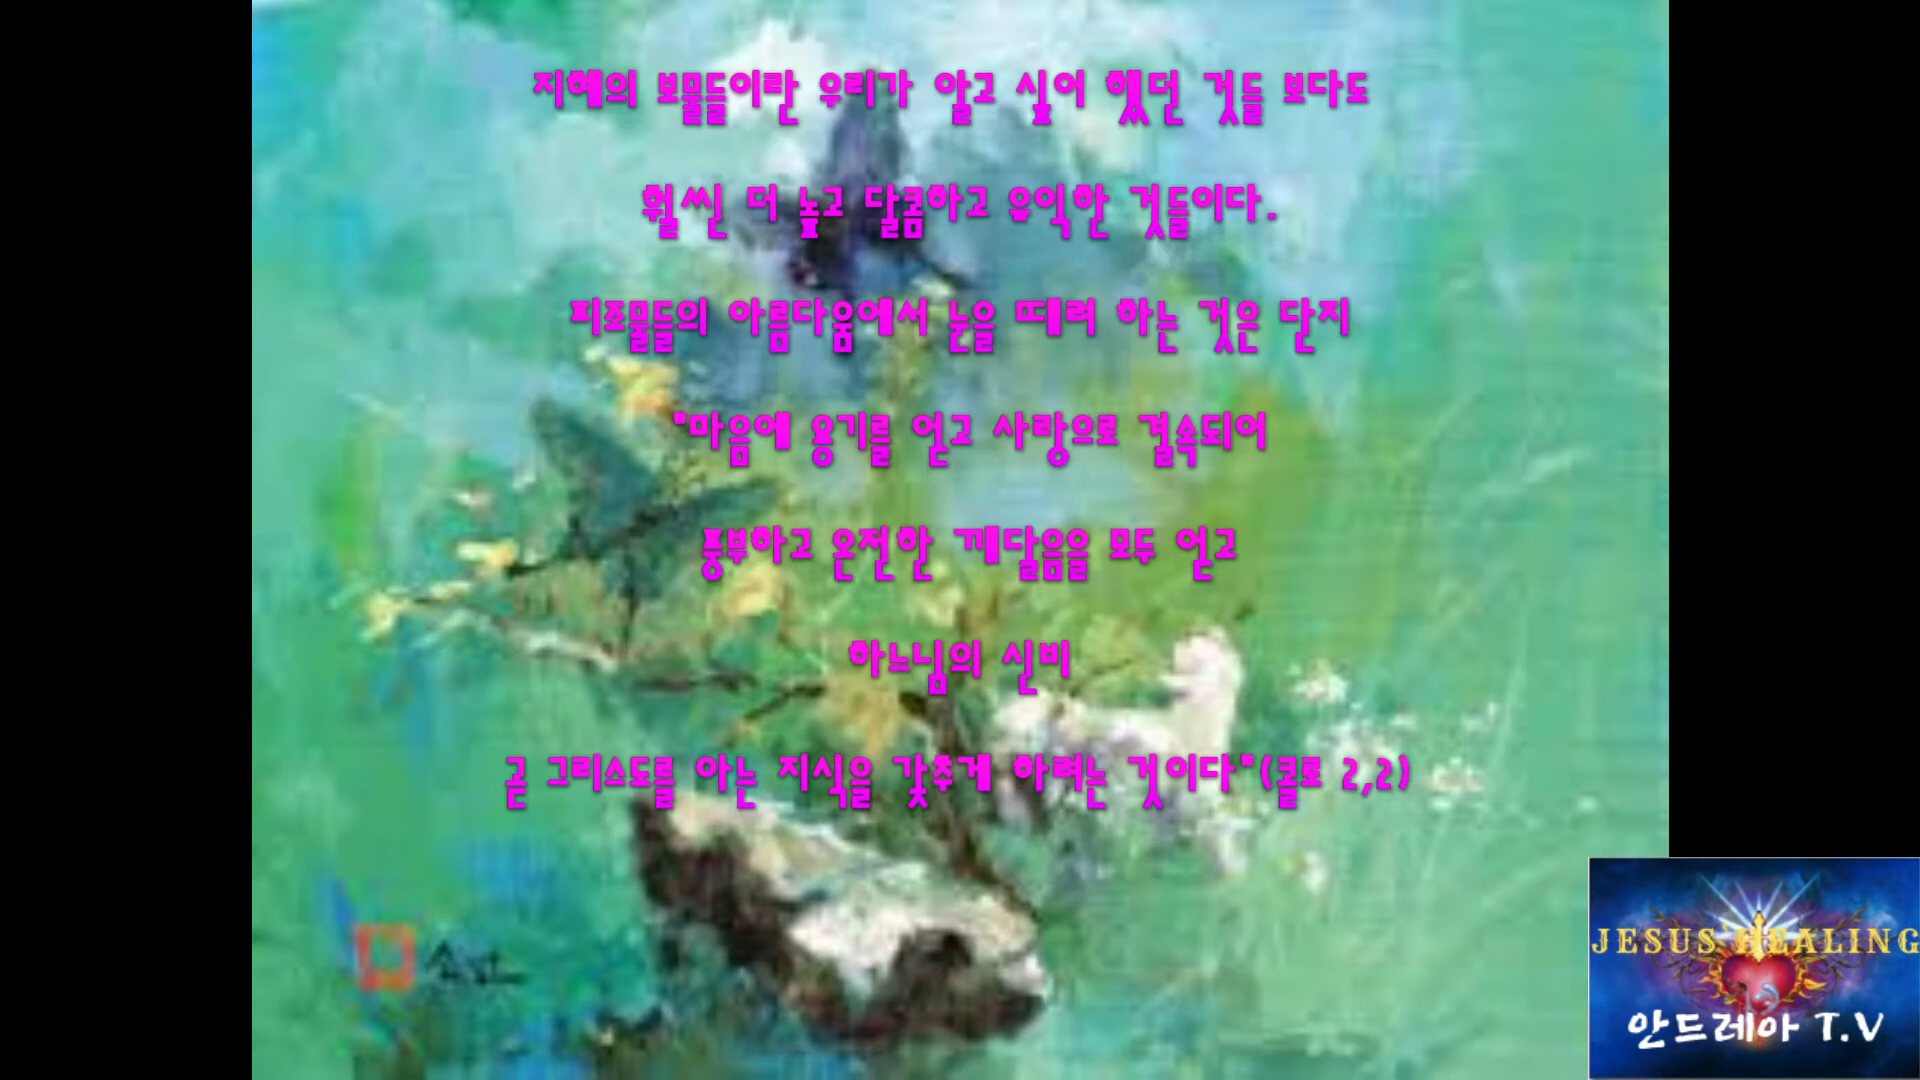 지혜의 보물들이란 우리가 알고 싶어 했던 것들 보다도
훨씬 더 높고 달콤하고 유익한 것들이다.
피조물들의 아름다움에서 눈을 떼려 하는 것은 단지
"마음에 용기를 얻고 사랑으로 결속되어
풍부하고 온전한 깨달음을 모두 얻고
하느님의 신비
곧 그리스도를 아는 지식을 갖추게 하려는 것이다"(콜로 2,2)
JESUS HEALING
안드레아 T.V